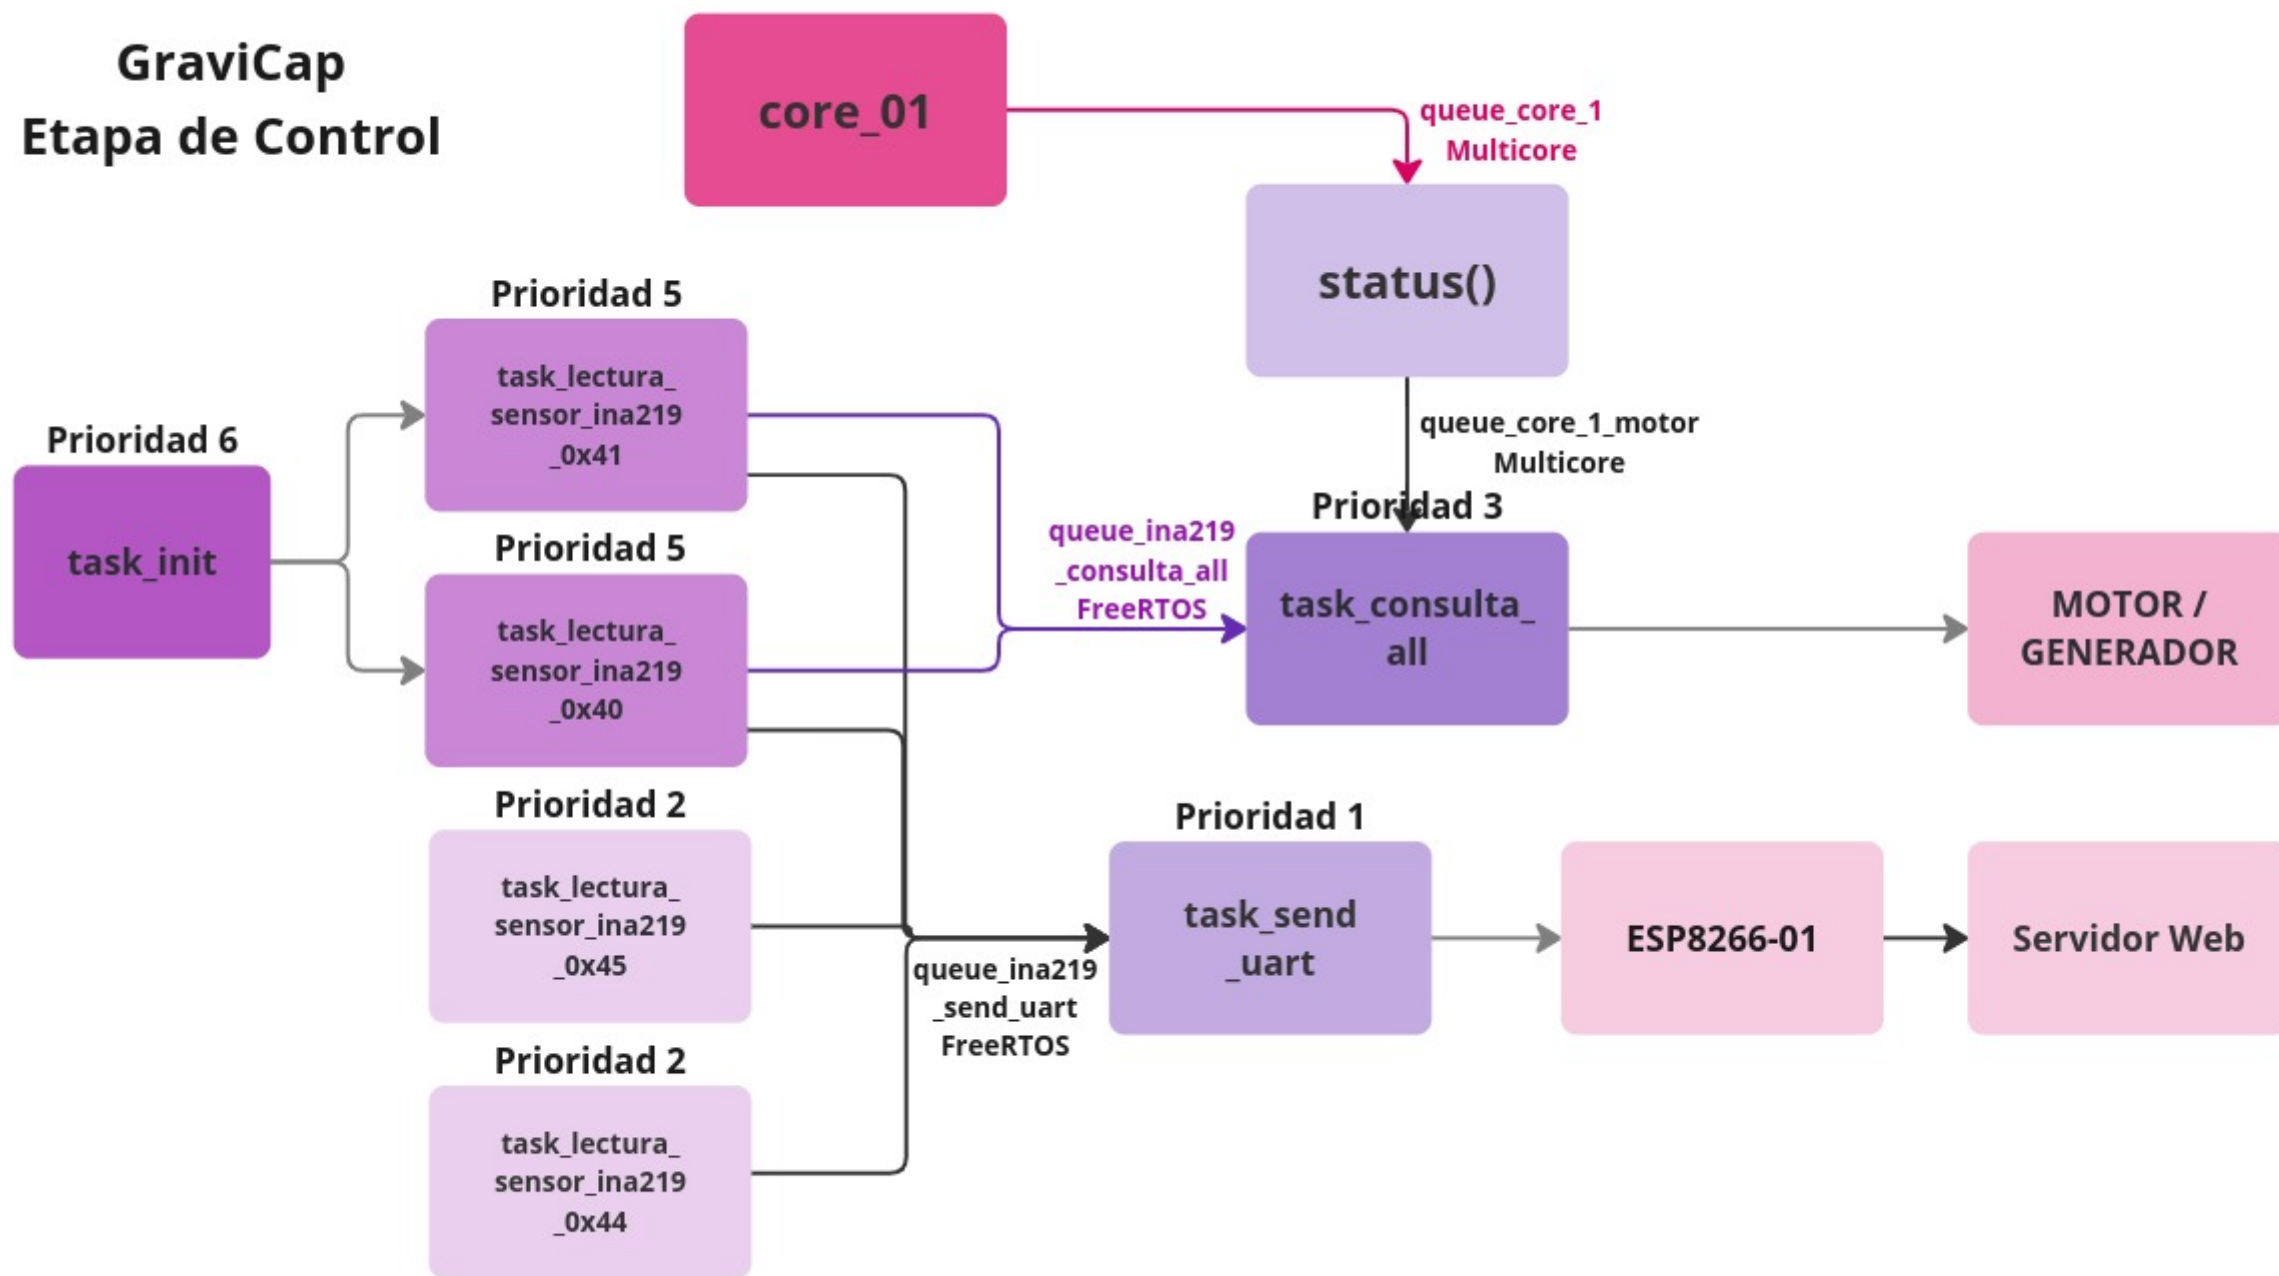 GraviCap
Etapa de Control
core_01
queue_core_1
Multicore
status()
queue_core_1_motor
Multicore
Prioridad 6
task_init
Prioridad 5
task_lectura_
sensor_ina219
_0x41
Prioridad 5
task_lectura_
sensor_ina219
_0x40
queue_ina219
_consulta_all
FreeRTOS
Prioridad 3
task_consulta_
all
MOTOR /
GENERADOR
Prioridad 2
task_lectura_
sensor_ina219
_0x45
Prioridad 2
task_lectura_
sensor_ina219
_0x44
queue_ina219
_send_uart
FreeRTOS
Prioridad 1
task_send
_uart
ESP8266-01
Servidor Web